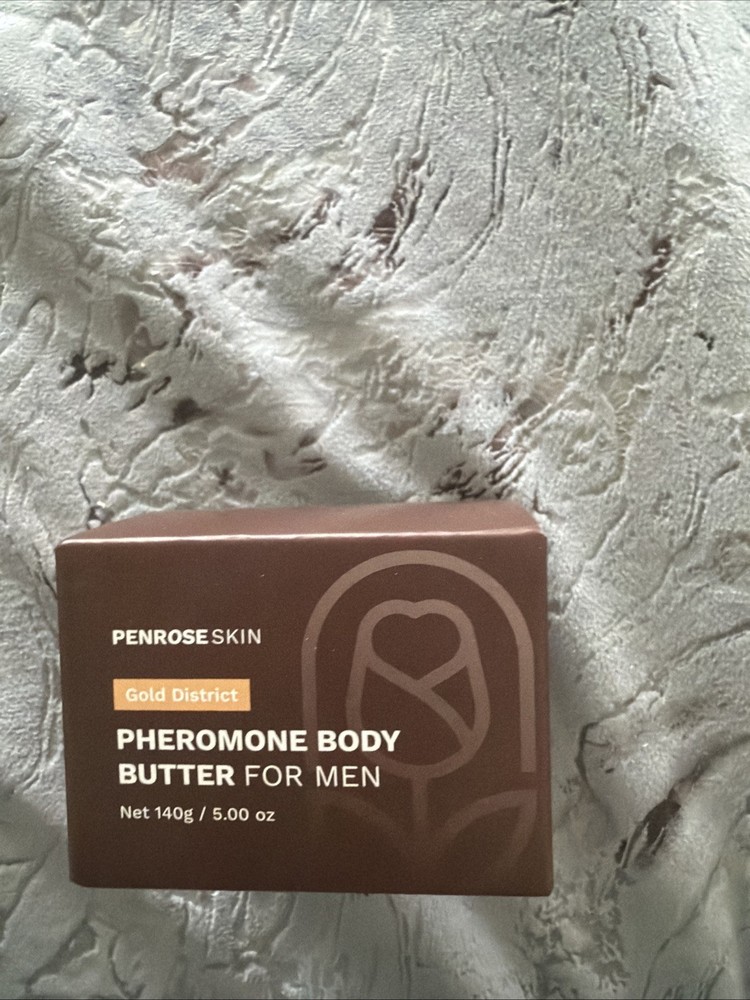 PENROSE SKIN
Gold District
PHEROMONE BODY
BUTTER FOR MEN
Net 140g / 5.00 oz